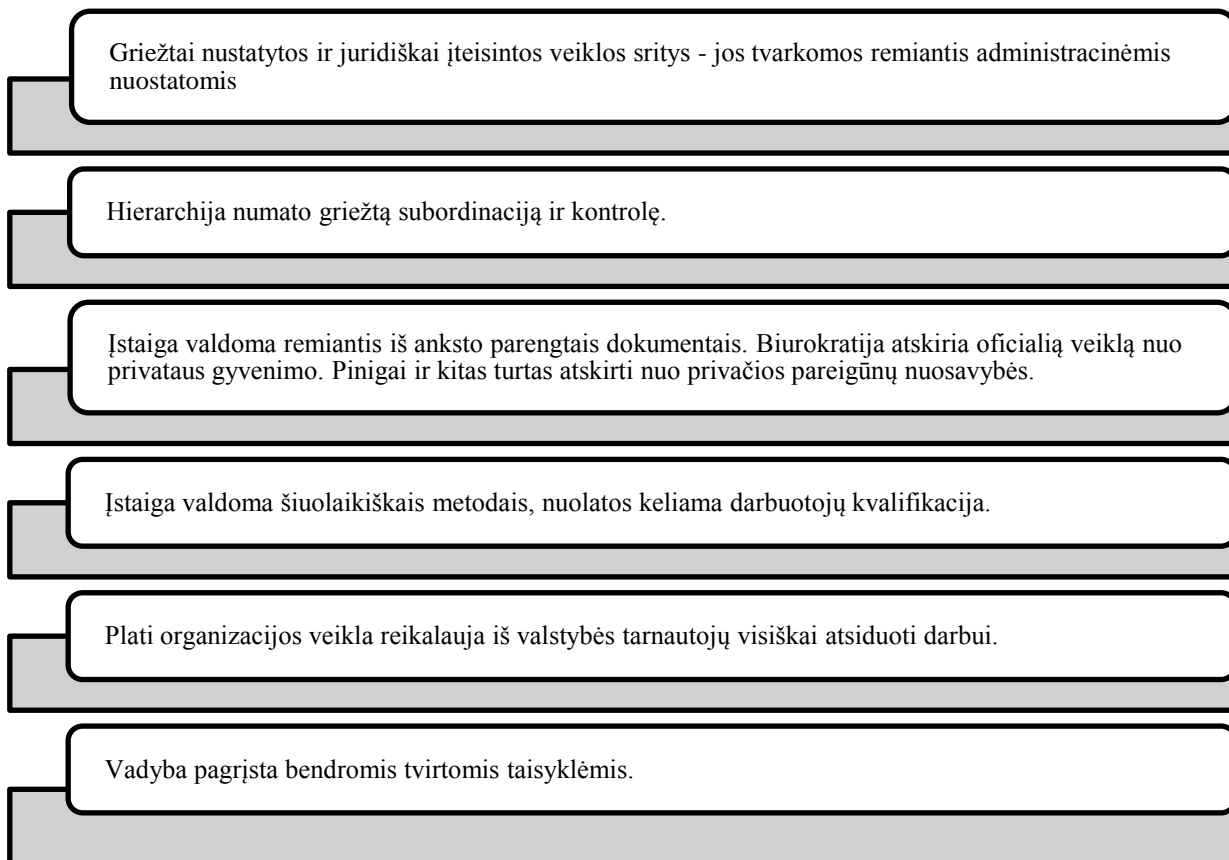 Griežtai nustatytos ir juridiškai įteisintos veiklos sritys - jos tvarkomos remiantis administracinėmis
nuostatomis
Hierarchija numato griežtą subordinaciją ir kontrolę.
Įstaiga valdoma remiantis iš anksto parengtais dokumentais. Biurokratija atskiria oficialią veiklą nuo
privataus gyvenimo. Pinigai ir kitas turtas atskirti nuo privačios pareigūnų nuosavybės.
Įstaiga valdoma šiuolaikiškais metodais, nuolatos keliama darbuotojų kvalifikacija.
Plati organizacijos veikla reikalauja iš valstybės tarnautojų visiškai atsiduoti darbui.
Vadyba pagrįsta bendromis tvirtomis taisyklėmis.